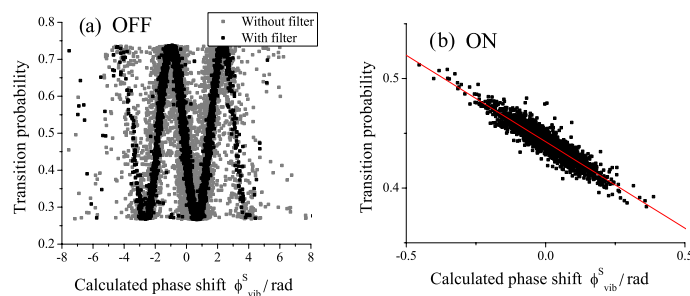 (a) OFF
Without filter
With filter
Transition probability
0.8
0.7
0.6
0.5
0.4
0.3
0.2
-8 -6 -4 -2 0 2 4 6 8
Calculated phase shift ϕ^S_vib/rad
(b) ON
Transition probability
0.5
0.4
-0.5 0.0 0.5
Calculated phase shift ϕ^S_vib/rad